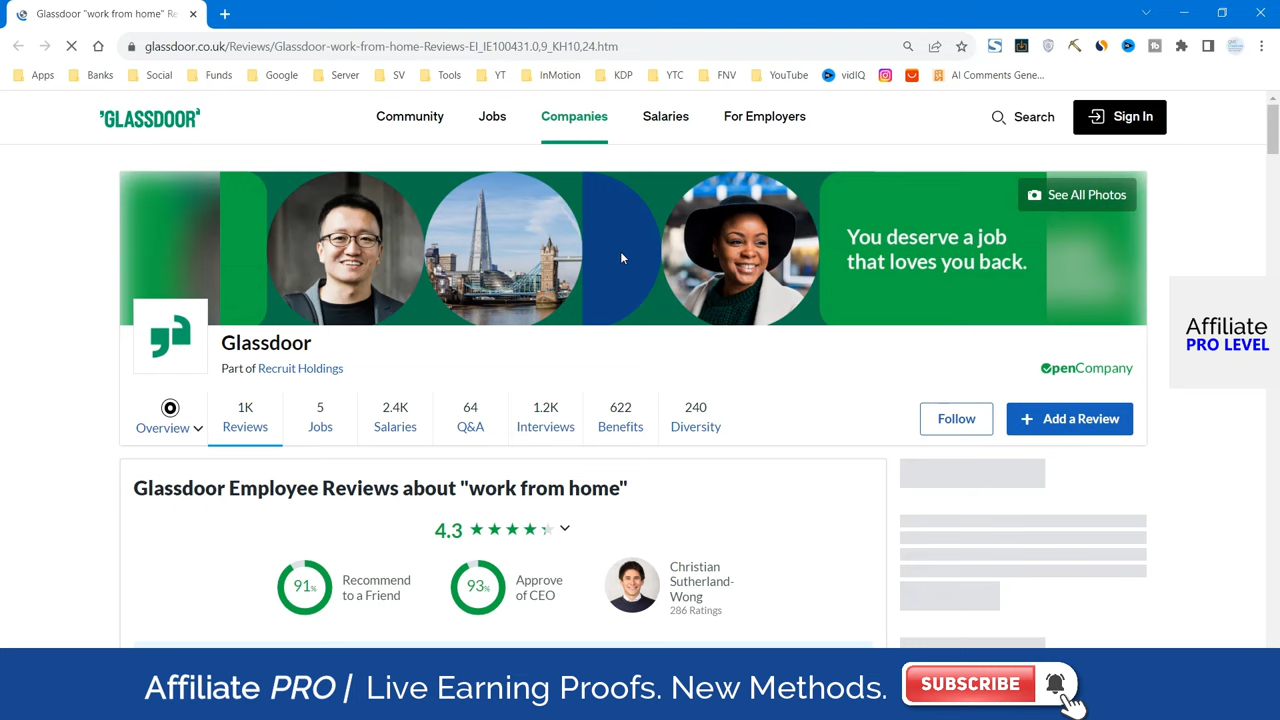 Glassdoor "work from home" Re
glassdoor.co.uk/Reviews/Glassdoor-work-from-home-Reviews-EI_IE100431.0,9_KH10,24.htm
Apps Banks Social Funds Google Server SV Tools YT InMotion KDP YTC FNV YouTube vidIQ AI Comments Gene...
GLASSDOOR
Community Jobs Companies Salaries For Employers Search Sign In
See All Photos
You deserve a job
that loves you back.
Affiliate
PRO LEVEL
Glassdoor
Part of Recruit Holdings
OpenCompany
1K 5 2.4K 64 1.2K 622 240
Overview Reviews Jobs Salaries Q&A Interviews Benefits Diversity
Follow + Add a Review
Glassdoor Employee Reviews about "work from home"
4.3
91% Recommend
to a Friend
93% Approve
of CEO
Christian
Sutherland-
Wong
286 Ratings
Affiliate PRO | Live Earning Proofs. New Methods. SUBSCRIBE